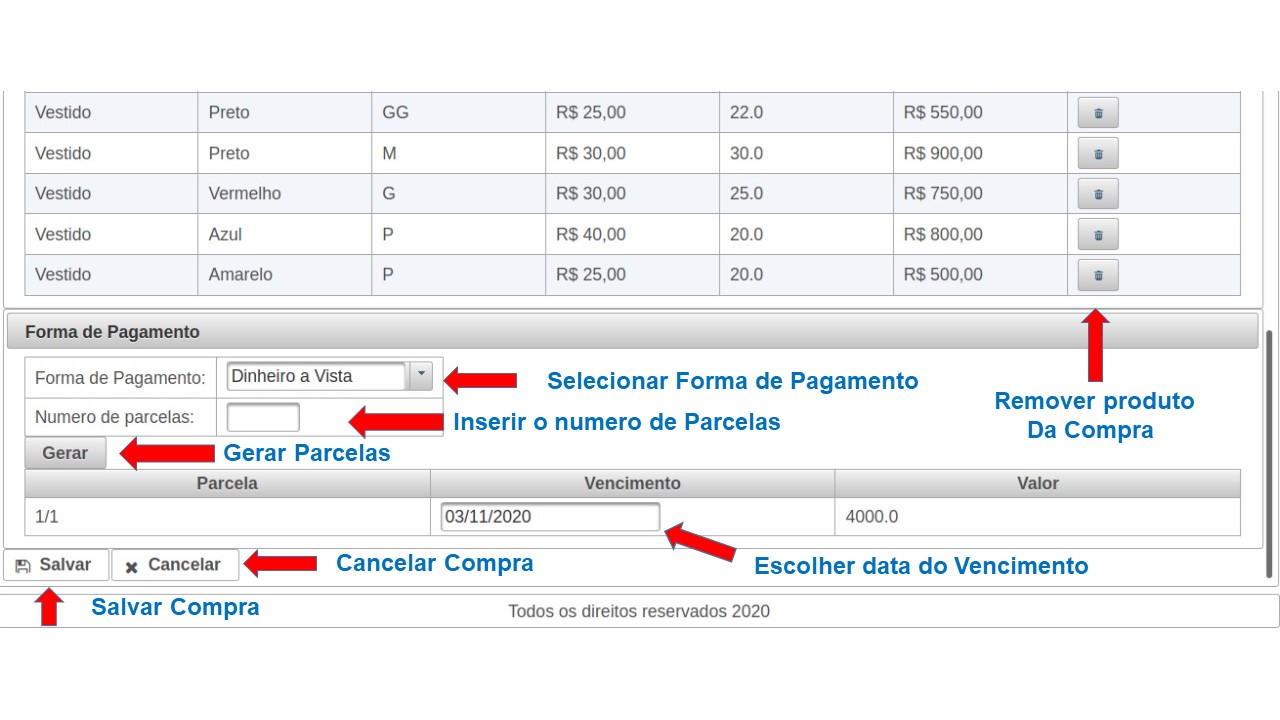 Vestido Preto GG R$ 25,00 22.0 R$ 550,00
Vestido Preto M R$ 30,00 30.0 R$ 900,00
Vestido Vermelho G R$ 30,00 25.0 R$ 750,00
Vestido Azul P R$ 40,00 20.0 R$ 800,00
Vestido Amarelo P R$ 25,00 20.0 R$ 500,00
Forma de Pagamento
Forma de Pagamento: Dinheiro a Vista Selecionar Forma de Pagamento
Remover produto
Da Compra
Numero de parcelas: Inserir o numero de Parcelas
Gerar Gerar Parcelas
Parcela Vencimento Valor
1/1 03/11/2020 4000.0
Salvar Cancelar Cancelar Compra Escolher data do Vencimento
Salvar Compra
Todos os direitos reservados 2020